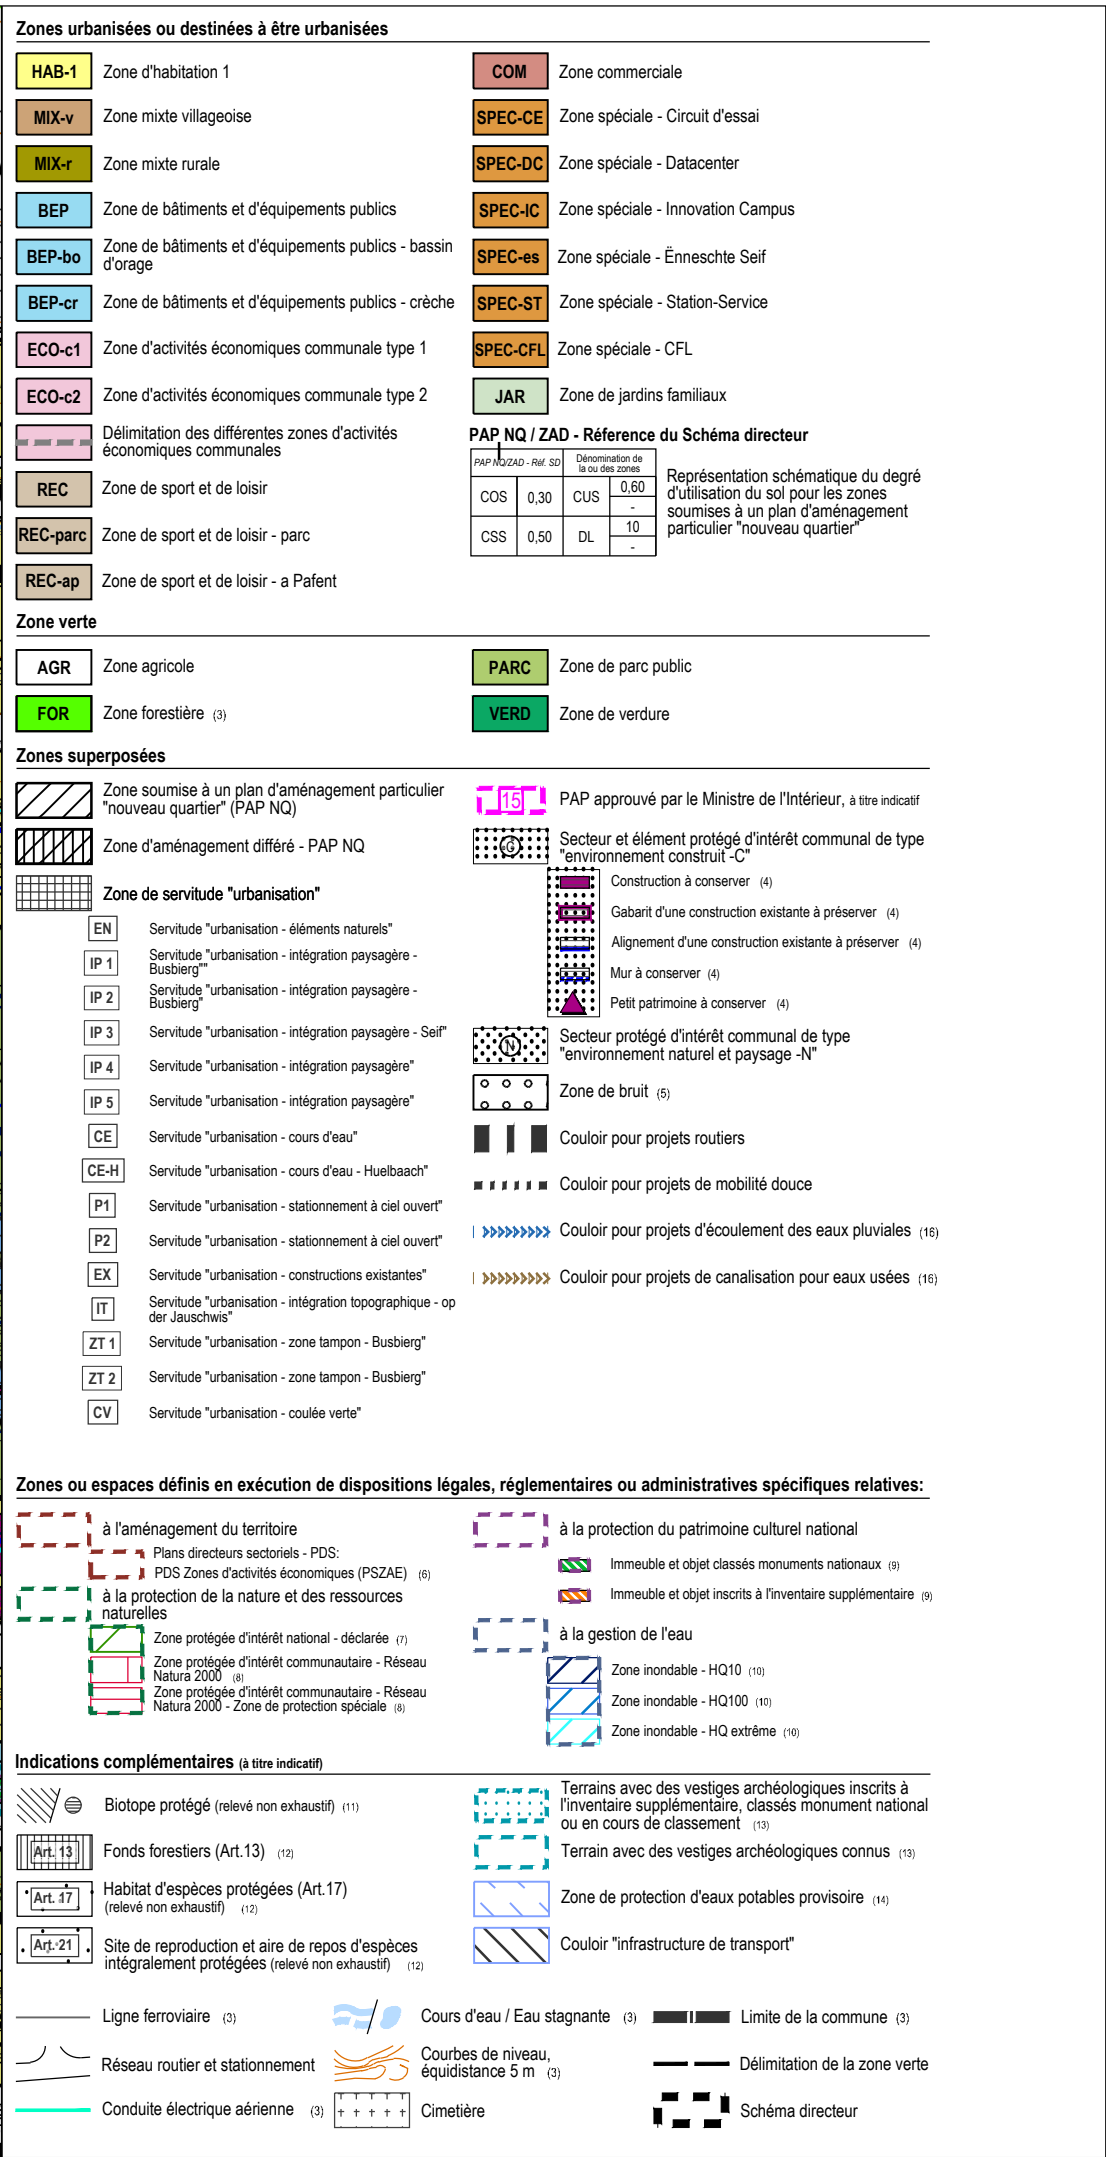 Zones urbanisées ou destinées à être urbanisées
HAB-1 Zone d'habitation 1
MIX-v Zone mixte villageoise
MIX-r Zone mixte rurale
BEP Zone de bâtiments et d'équipements publics
BEP-bo Zone de bâtiments et d'équipements publics - bassin
d'orage
BEP-cr Zone de bâtiments et d'équipements publics - crèche
ECO-c1 Zone d'activités économiques communale type 1
ECO-c2 Zone d'activités économiques communale type 2
Délimitation des différentes zones d'activités
économiques communales
REC Zone de sport et de loisir
REC-parc Zone de sport et de loisir - parc
REC-ap Zone de sport et de loisir - a Pafent
COM Zone commerciale
SPEC-CE Zone spéciale - Circuit d'essai
SPEC-DC Zone spéciale - Datacenter
SPEC-IC Zone spéciale - Innovation Campus
SPEC-es Zone spéciale - Ënneschte Seif
SPEC-ST Zone spéciale - Station-Service
SPEC-CFL Zone spéciale - CFL
JAR Zone de jardins familiaux
PAP NQ / ZAD - Réference du Schéma directeur
PAP NQ/ZAD - Réf. SD Dénomination de
la ou des zones
COS 0,30 CUS 0,60
-
CSS 0,50 DL 10
-
Représentation schématique du degré
d'utilisation du sol pour les zones
soumises à un plan d'aménagement
particulier "nouveau quartier"
Zone verte
AGR Zone agricole
FOR Zone forestière (3)
PARC Zone de parc public
VERD Zone de verdure
Zones superposées
Zone soumise à un plan d'aménagement particulier
"nouveau quartier" (PAP NQ)
Zone d'aménagement différé - PAP NQ
Zone de servitude "urbanisation"
EN Servitude "urbanisation - éléments naturels"
IP 1 Servitude "urbanisation - intégration paysagère -
Busbierg""
IP 2 Servitude "urbanisation - intégration paysagère -
Busbierg"
IP 3 Servitude "urbanisation - intégration paysagère - Seif"
IP 4 Servitude "urbanisation - intégration paysagère"
IP 5 Servitude "urbanisation - intégration paysagère"
CE Servitude "urbanisation - cours d'eau"
CE-H Servitude "urbanisation - cours d'eau - Huelbaach"
P1 Servitude "urbanisation - stationnement à ciel ouvert"
P2 Servitude "urbanisation - stationnement à ciel ouvert"
EX Servitude "urbanisation - constructions existantes"
IT Servitude "urbanisation - intégration topographique - op
der Jauschwis"
ZT 1 Servitude "urbanisation - zone tampon - Busbierg"
ZT 2 Servitude "urbanisation - zone tampon - Busbierg"
CV Servitude "urbanisation - coulée verte"
15 PAP approuvé par le Ministre de l'Intérieur, à titre indicatif
C Secteur et élément protégé d'intérêt communal de type
"environnement construit -C"
Construction à conserver (4)
Gabarit d'une construction existante à préserver (4)
Alignement d'une construction existante à préserver (4)
Mur à conserver (4)
Petit patrimoine à conserver (4)
N Secteur protégé d'intérêt communal de type
"environnement naturel et paysage -N"
Zone de bruit (5)
Couloir pour projets routiers
Couloir pour projets de mobilité douce
Couloir pour projets d'écoulement des eaux pluviales (16)
Couloir pour projets de canalisation pour eaux usées (16)
Zones ou espaces définis en exécution de dispositions légales, réglementaires ou administratives spécifiques relatives:
à l'aménagement du territoire
Plans directeurs sectoriels - PDS:
PDS Zones d'activités économiques (PSZAE) (6)
à la protection de la nature et des ressources
naturelles
Zone protégée d'intérêt national - déclarée (7)
Zone protégée d'intérêt communautaire - Réseau
Natura 2000 (8)
Zone protégée d'intérêt communautaire - Réseau
Natura 2000 - Zone de protection spéciale (8)
à la protection du patrimoine culturel national
Immeuble et objet classés monuments nationaux (9)
Immeuble et objet inscrits à l'inventaire supplémentaire (9)
à la gestion de l'eau
Zone inondable - HQ10 (10)
Zone inondable - HQ100 (10)
Zone inondable - HQ extrême (10)
Indications complémentaires (à titre indicatif)
Biotope protégé (relevé non exhaustif) (11)
Art. 13 Fonds forestiers (Art.13) (12)
Art. 17 Habitat d'espèces protégées (Art.17)
(relevé non exhaustif) (12)
Art. 21 Site de reproduction et aire de repos d'espèces
intégralement protégées (relevé non exhaustif) (12)
Terrains avec des vestiges archéologiques inscrits à
l'inventaire supplémentaire, classés monument national
ou en cours de classement (13)
Terrain avec des vestiges archéologiques connus (13)
Zone de protection d'eaux potables provisoire (14)
Couloir "infrastructure de transport"
Ligne ferroviaire (3)
Cours d'eau / Eau stagnante (3)
Limite de la commune (3)
Réseau routier et stationnement
Courbes de niveau,
équidistance 5 m (3)
Délimitation de la zone verte
Conduite électrique aérienne (3)
Cimetière
Schéma directeur